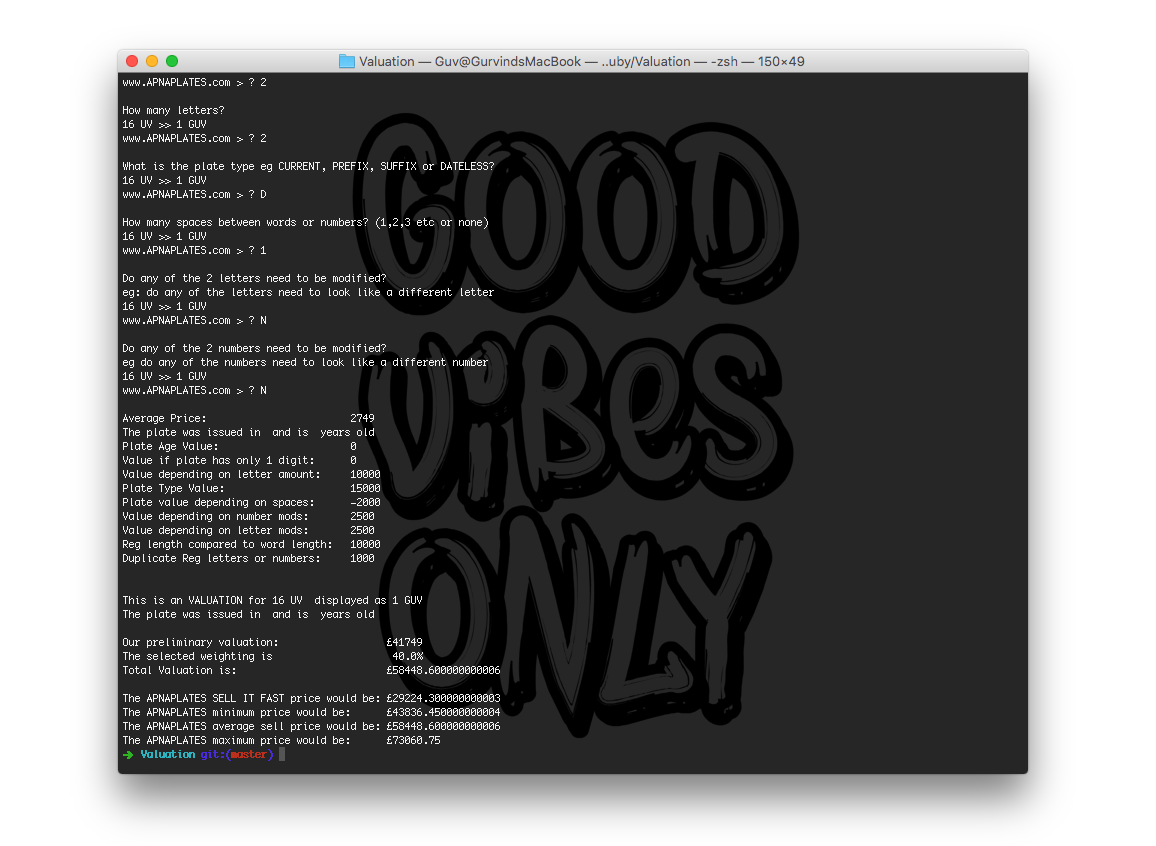 Valuation — Guv@GurvindsMacBook — ..uby/Valuation — -zsh — 150×49
www.APNAPLATES.com > ? 2
How many letters?
16 UV >> 1 GUV
www.APNAPLATES.com > ? 2
What is the plate type eg CURRENT, PREFIX, SUFFIX or DATELESS?
16 UV >> 1 GUV
www.APNAPLATES.com > ? D
How many spaces between words or numbers? (1,2,3 etc or none)
16 UV >> 1 GUV
www.APNAPLATES.com > ? 1
Do any of the 2 letters need to be modified?
eg: do any of the letters need to look like a different letter
16 UV >> 1 GUV
www.APNAPLATES.com > ? N
Do any of the 2 numbers need to be modified?
eg do any of the numbers need to look like a different number
16 UV >> 1 GUV
www.APNAPLATES.com > ? N
Average Price: 2749
The plate was issued in  and is  years old
Plate Age Value: 0
Value if plate has only 1 digit: 0
Value depending on letter amount: 10000
Plate Type Value: 15000
Plate value depending on spaces: -2000
Value depending on number mods: 2500
Value depending on letter mods: 2500
Reg length compared to word length: 10000
Duplicate Reg letters or numbers: 1000
This is an VALUATION for 16 UV  displayed as 1 GUV
The plate was issued in  and is  years old
Our preliminary valuation: £41749
The selected weighting is 40.0%
Total Valuation is: £58448.600000000006
The APNAPLATES SELL IT FAST price would be: £29224.300000000003
The APNAPLATES minimum price would be: £43836.450000000004
The APNAPLATES average sell price would be: £58448.600000000006
The APNAPLATES maximum price would be: £73060.75
➜ Valuation git:(master)
GOOD
ViBeS
ONLY